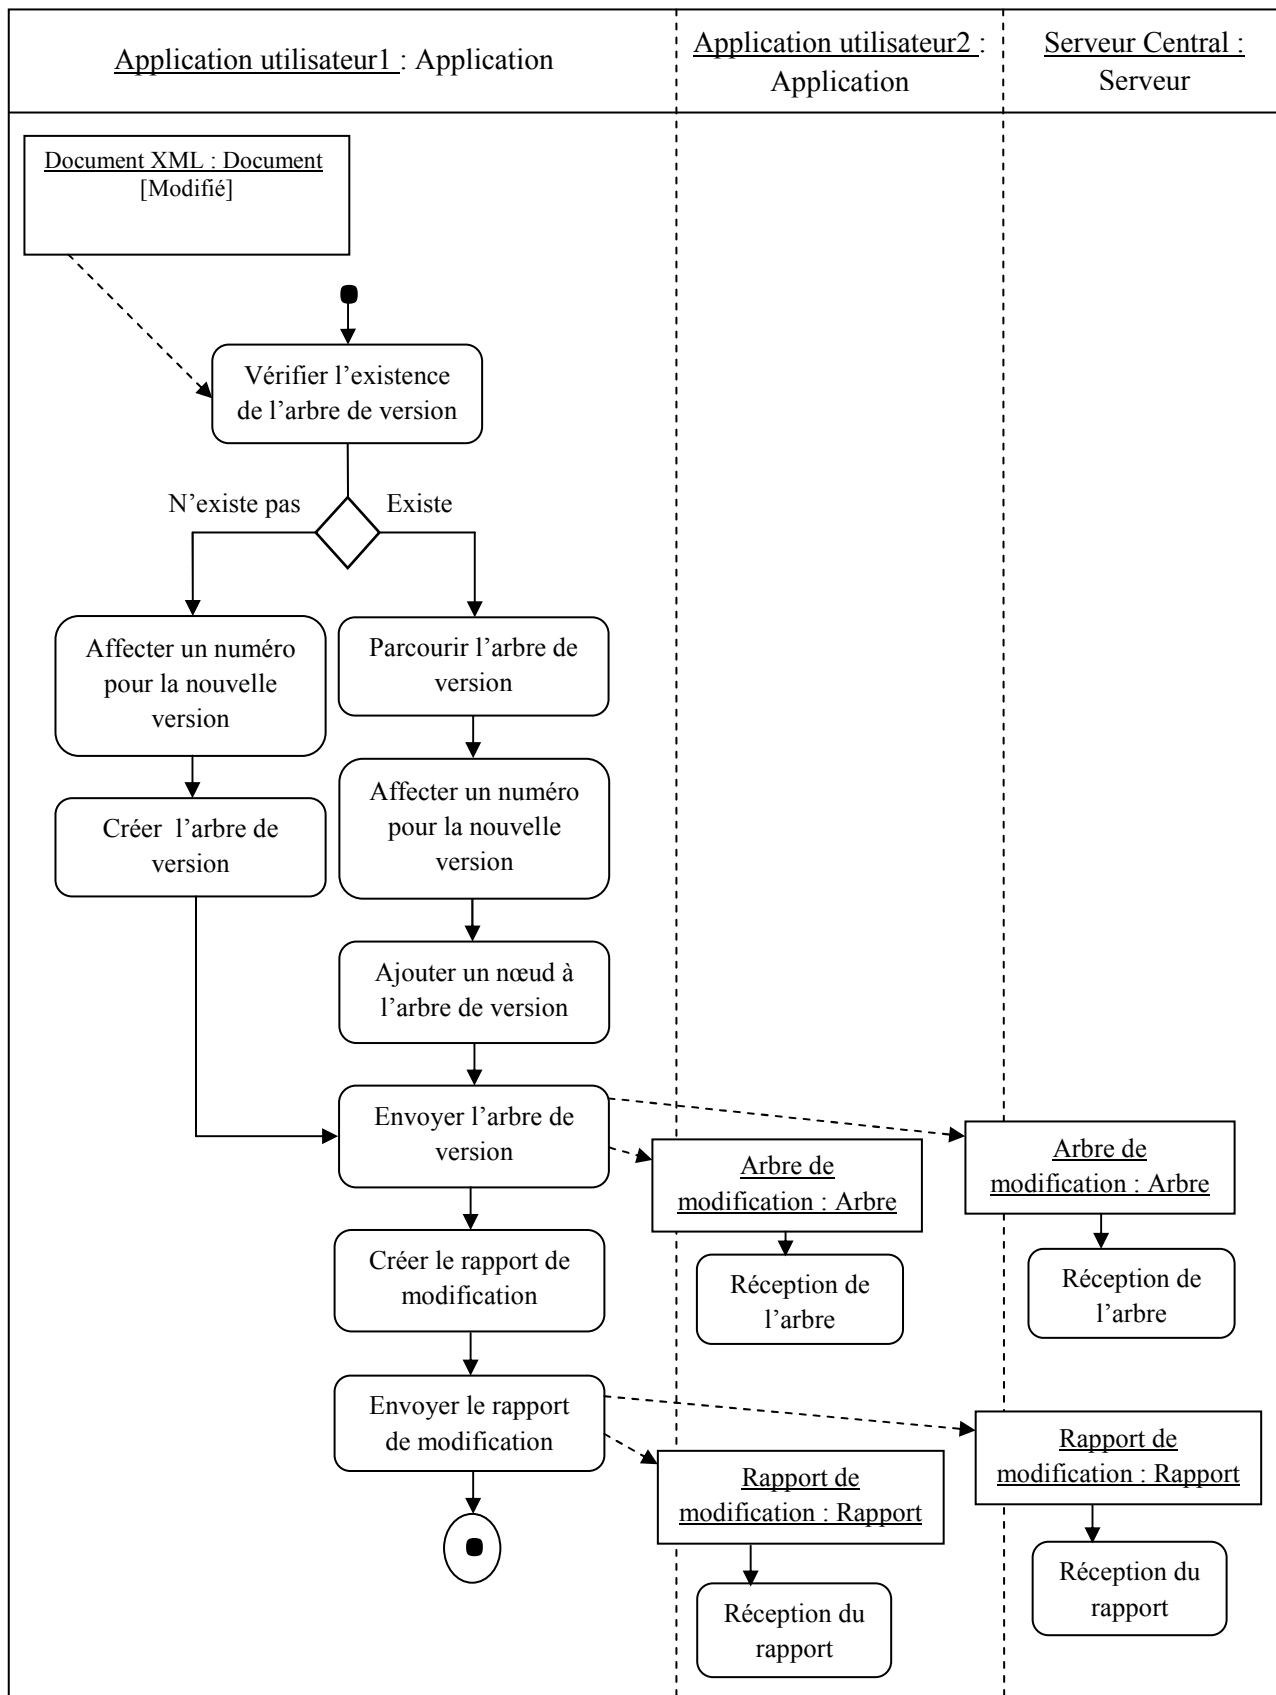 Application utilisateur1 : Application
Application utilisateur2 :
Application
Serveur Central :
Serveur
Document XML : Document
[Modifié]
Vérifier l’existence
de l’arbre de version
N’existe pas
Existe
Affecter un numéro
pour la nouvelle
version
Parcourir l’arbre de
version
Créer l’arbre de
version
Affecter un numéro
pour la nouvelle
version
Ajouter un nœud à
l’arbre de version
Envoyer l’arbre de
version
Arbre de
modification : Arbre
Arbre de
modification : Arbre
Créer le rapport de
modification
Réception de
l’arbre
Réception de
l’arbre
Envoyer le rapport
de modification
Rapport de
modification : Rapport
Rapport de
modification : Rapport
Réception du
rapport
Réception du
rapport